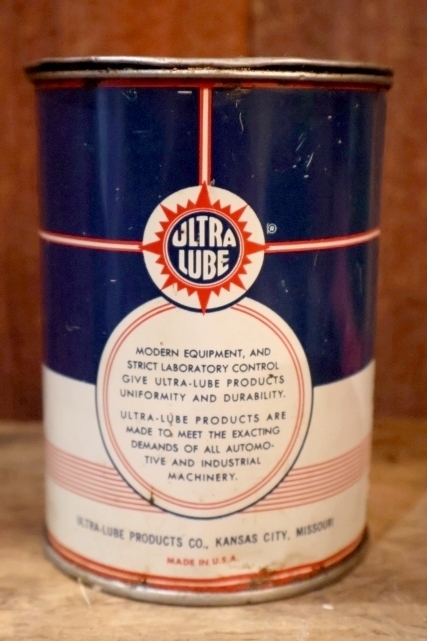 ULTRA
LUBE
®
MODERN EQUIPMENT, AND
STRICT LABORATORY CONTROL
GIVE ULTRA-LUBE PRODUCTS
UNIFORMITY AND DURABILITY.
ULTRA-LUBE PRODUCTS ARE
MADE TO MEET THE EXACTING
DEMANDS OF ALL AUTOMO-
TIVE AND INDUSTRIAL
MACHINERY.
ULTRA-LUBE PRODUCTS CO., KANSAS CITY, MISSOURI
MADE IN U.S.A.